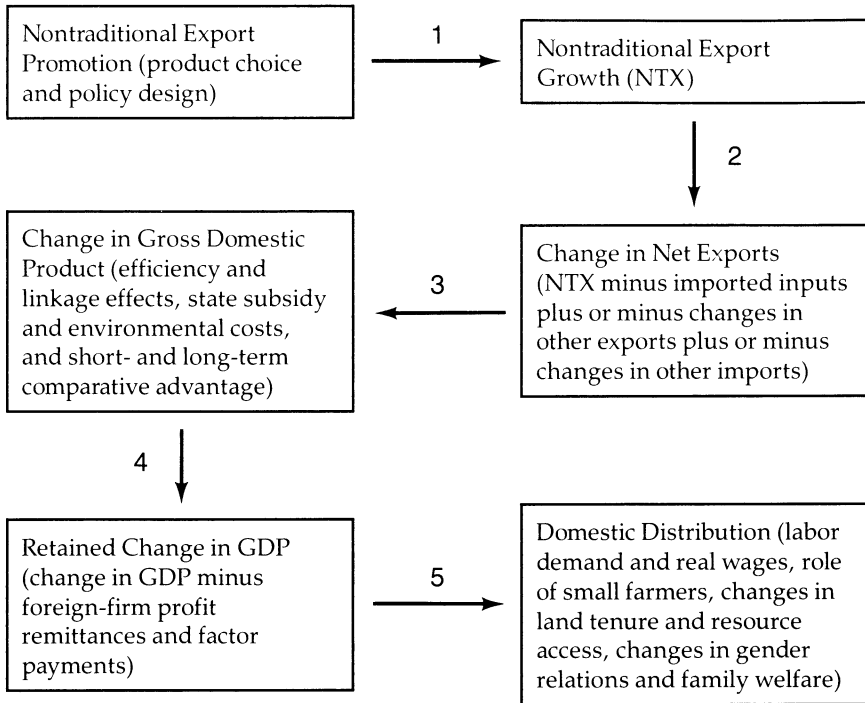 Nontraditional Export
Promotion (product choice
and policy design)
1
Nontraditional Export
Growth (NTX)
2
Change in Net Exports
(NTX minus imported inputs
plus or minus changes in
other exports plus or minus
changes in other imports)
3
Change in Gross Domestic
Product (efficiency and
linkage effects, state subsidy
and environmental costs,
and short- and long-term
comparative advantage)
4
Retained Change in GDP
(change in GDP minus
foreign-firm profit
remittances and factor
payments)
5
Domestic Distribution (labor
demand and real wages, role
of small farmers, changes in
land tenure and resource
access, changes in gender
relations and family welfare)